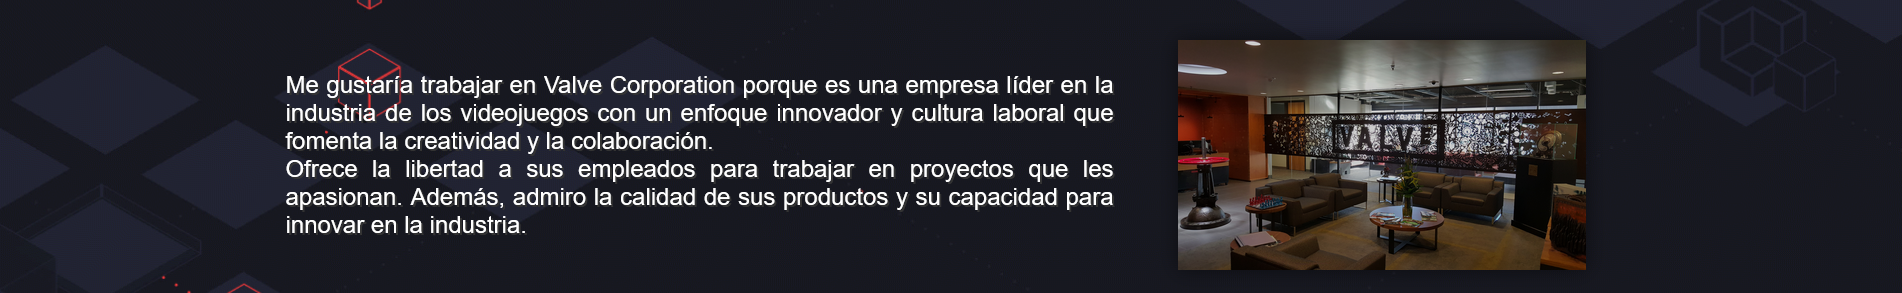 Me gustaría trabajar en Valve Corporation porque es una empresa líder en la
industria de los videojuegos con un enfoque innovador y cultura laboral que
fomenta la creatividad y la colaboración.
Ofrece la libertad a sus empleados para trabajar en proyectos que les
apasionan. Además, admiro la calidad de sus productos y su capacidad para
innovar en la industria.
VALVE